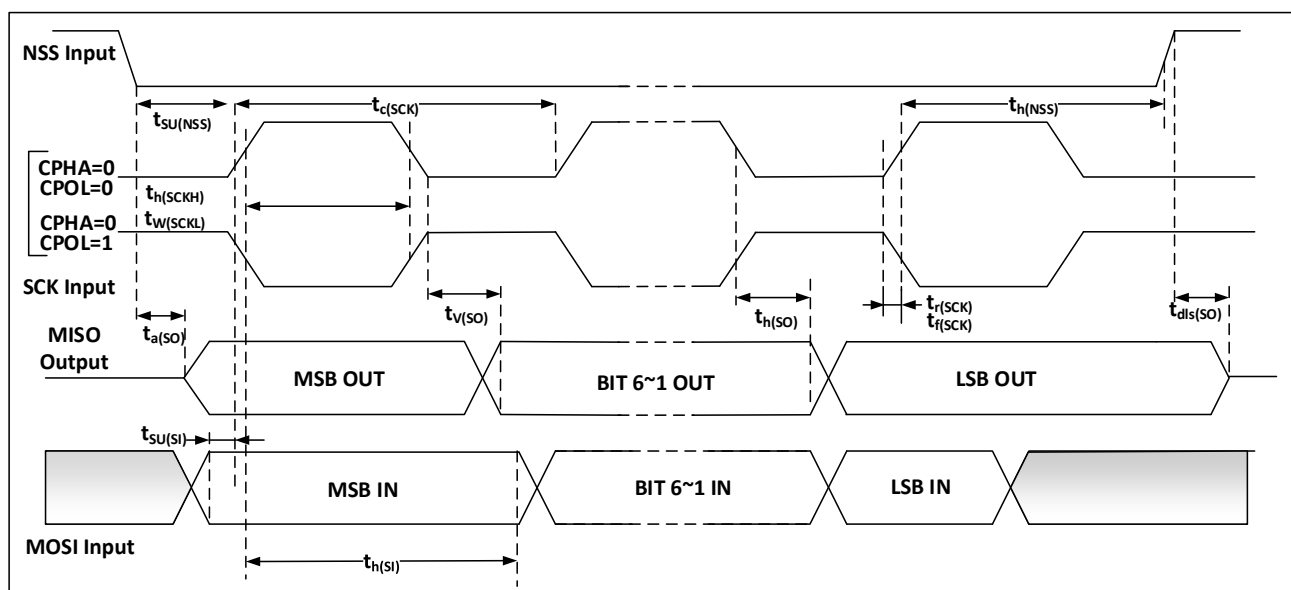 NSS Input
tSU(NSS)
tc(SCK)
th(NSS)
CPHA=0
CPOL=0
th(SCKH)
CPHA=0
CPOL=1
tW(SCKL)
SCK Input
ta(SO)
tV(SO)
th(SO)
tr(SCK)
tf(SCK)
tdIs(SO)
MISO
Output
MSB OUT
BIT 6~1 OUT
LSB OUT
tSU(SI)
MSB IN
BIT 6~1 IN
LSB IN
MOSI Input
th(SI)